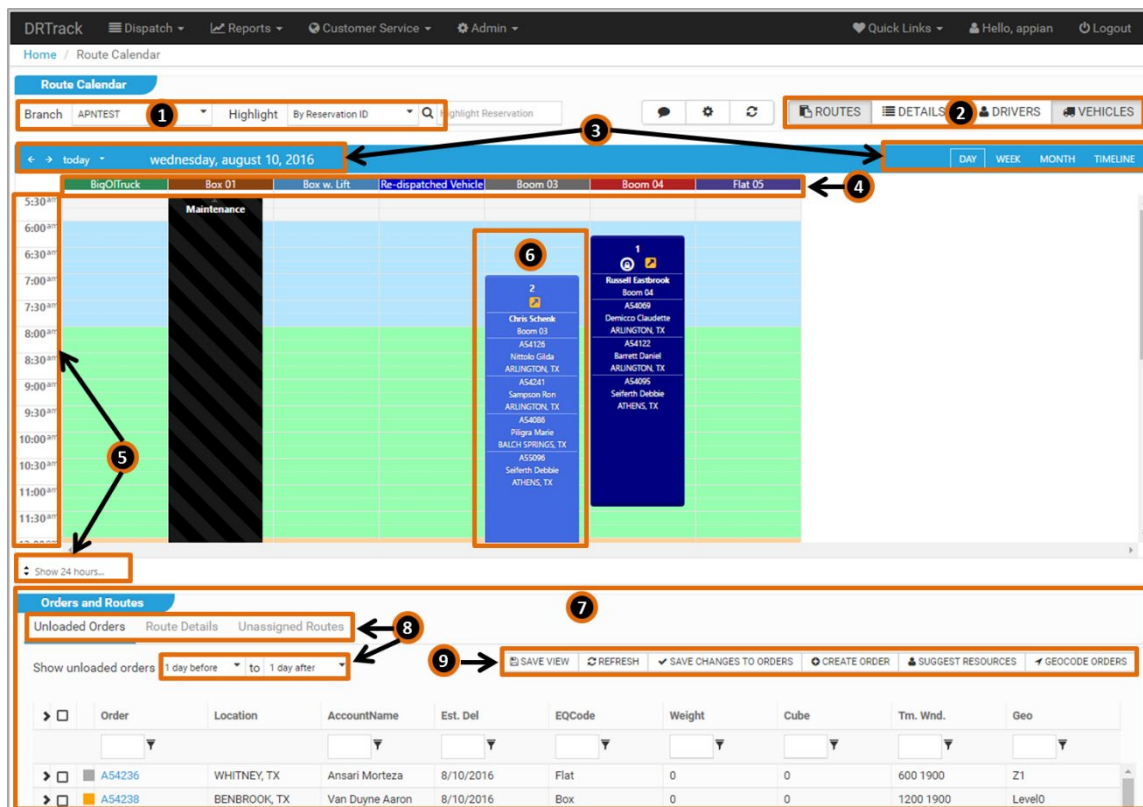 DRTrack Dispatch Reports Customer Service Admin Quick Links Hello, appian Logout
Home / Route Calendar
Route Calendar
Branch APNTEST 1 Highlight By Reservation ID Highlight Reservation ROUTES DETAILS 2 DRIVERS VEHICLES
3
today wednesday, august 10, 2016 DAY WEEK MONTH TIMELINE
BigOlTruck Box 01 Box w. Lift Re-dispatched Vehicle Boom 03 Boom 04 Flat 05 4
5:30am
Maintenance
6:00am
6:30am
7:00am
7:30am
8:00am
8:30am
9:00am
9:30am
10:00am
10:30am
11:00am
11:30am
5
6
2
Chris Schenk
Boom 03
A54126
Nittolo Gilda
ARLINGTON, TX
A54241
Sampson Ron
ARLINGTON, TX
A54086
Piligra Marie
BALCH SPRINGS, TX
A55096
Seiferth Debbie
ATHENS, TX
1
Russell Eastbrook
Boom 04
A54069
Demicco Claudette
ARLINGTON, TX
A54122
Barrett Daniel
ARLINGTON, TX
A54095
Seiferth Debbie
ATHENS, TX
Show 24 hours...
Orders and Routes 7
Unloaded Orders Route Details Unassigned Routes 8
Show unloaded orders 1 day before to 1 day after 9 SAVE VIEW REFRESH SAVE CHANGES TO ORDERS CREATE ORDER SUGGEST RESOURCES GEOCODE ORDERS
Order Location AccountName Est. Del EQCode Weight Cube Tm. Wnd. Geo
A54236 WHITNEY, TX Ansari Morteza 8/10/2016 Flat 0 0 600 1900 Z1
A54238 BENBROOK, TX Van Duyne Aaron 8/10/2016 Box 0 0 1200 1900 Level0